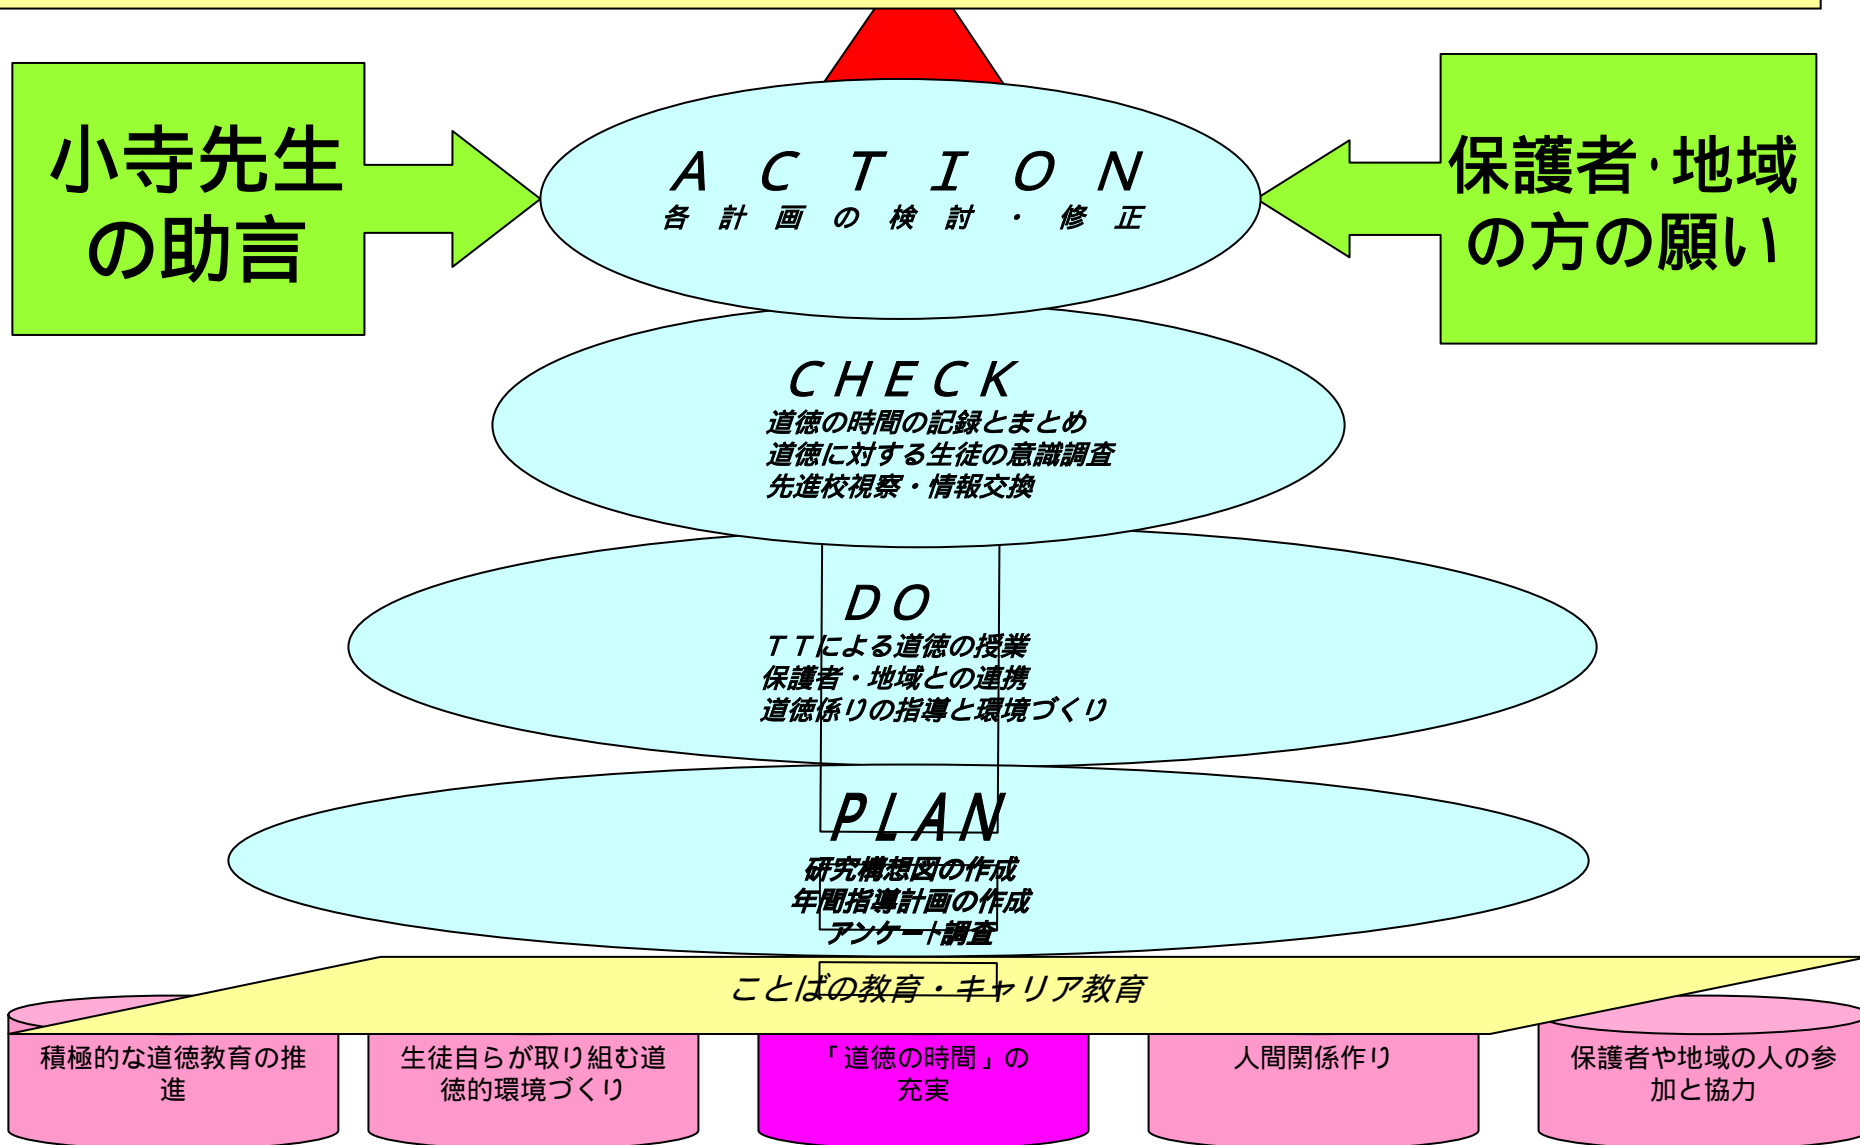 小寺先生
の助言
ＡＣＴＩＯＮ
各計画の検討・修正
保護者・地域
の方の願い
ＣＨＥＣＫ
道徳の時間の記録とまとめ
道徳に対する生徒の意識調査
先進校視察・情報交換
ＤＯ
ＴＴによる道徳の授業
保護者・地域との連携
道徳係りの指導と環境づくり
ＰＬＡＮ
研究構想図の作成
年間指導計画の作成
アンケート調査
ことばの教育・キャリア教育
積極的な道徳教育の推
進
生徒自らが取り組む道
徳的環境づくり
「道徳の時間」の
充実
人間関係作り
保護者や地域の人の参
加と協力